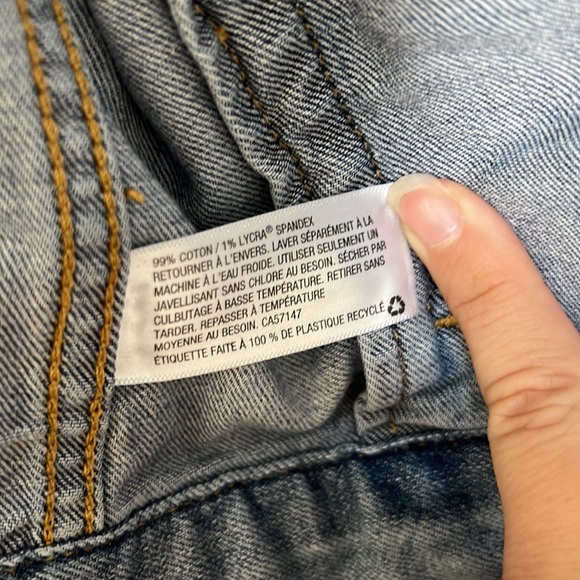 99% COTTON / 1% LYCRA® SPANDEX
RETOURNER À L'ENVERS. LAVER SÉPARÉMENT À LA
MACHINE À L'EAU FROIDE. UTILISER SEULEMENT UN
JAVELLISANT SANS CHLORE AU BESOIN. SÉCHER PAR
CULBUTAGE À BASSE TEMPÉRATURE. RETIRER SANS
TARDER. REPASSER À TEMPÉRATURE
MOYENNE AU BESOIN. CA57147
ÉTIQUETTE FAITE À 100 % DE PLASTIQUE RECYCLÉ